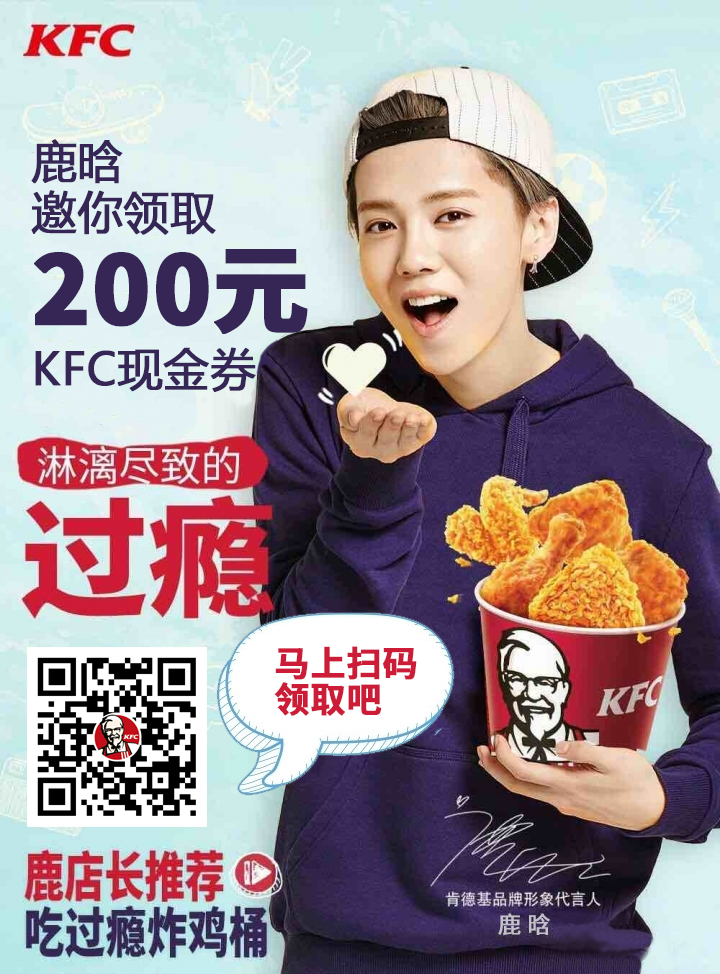 KFC
鹿晗
邀你领取
200元
KFC现金券
淋漓尽致的
过瘾
马上扫码
领取吧
KFC
KFC
鹿店长推荐
吃过瘾炸鸡桶
肯德基品牌形象代言人
鹿晗